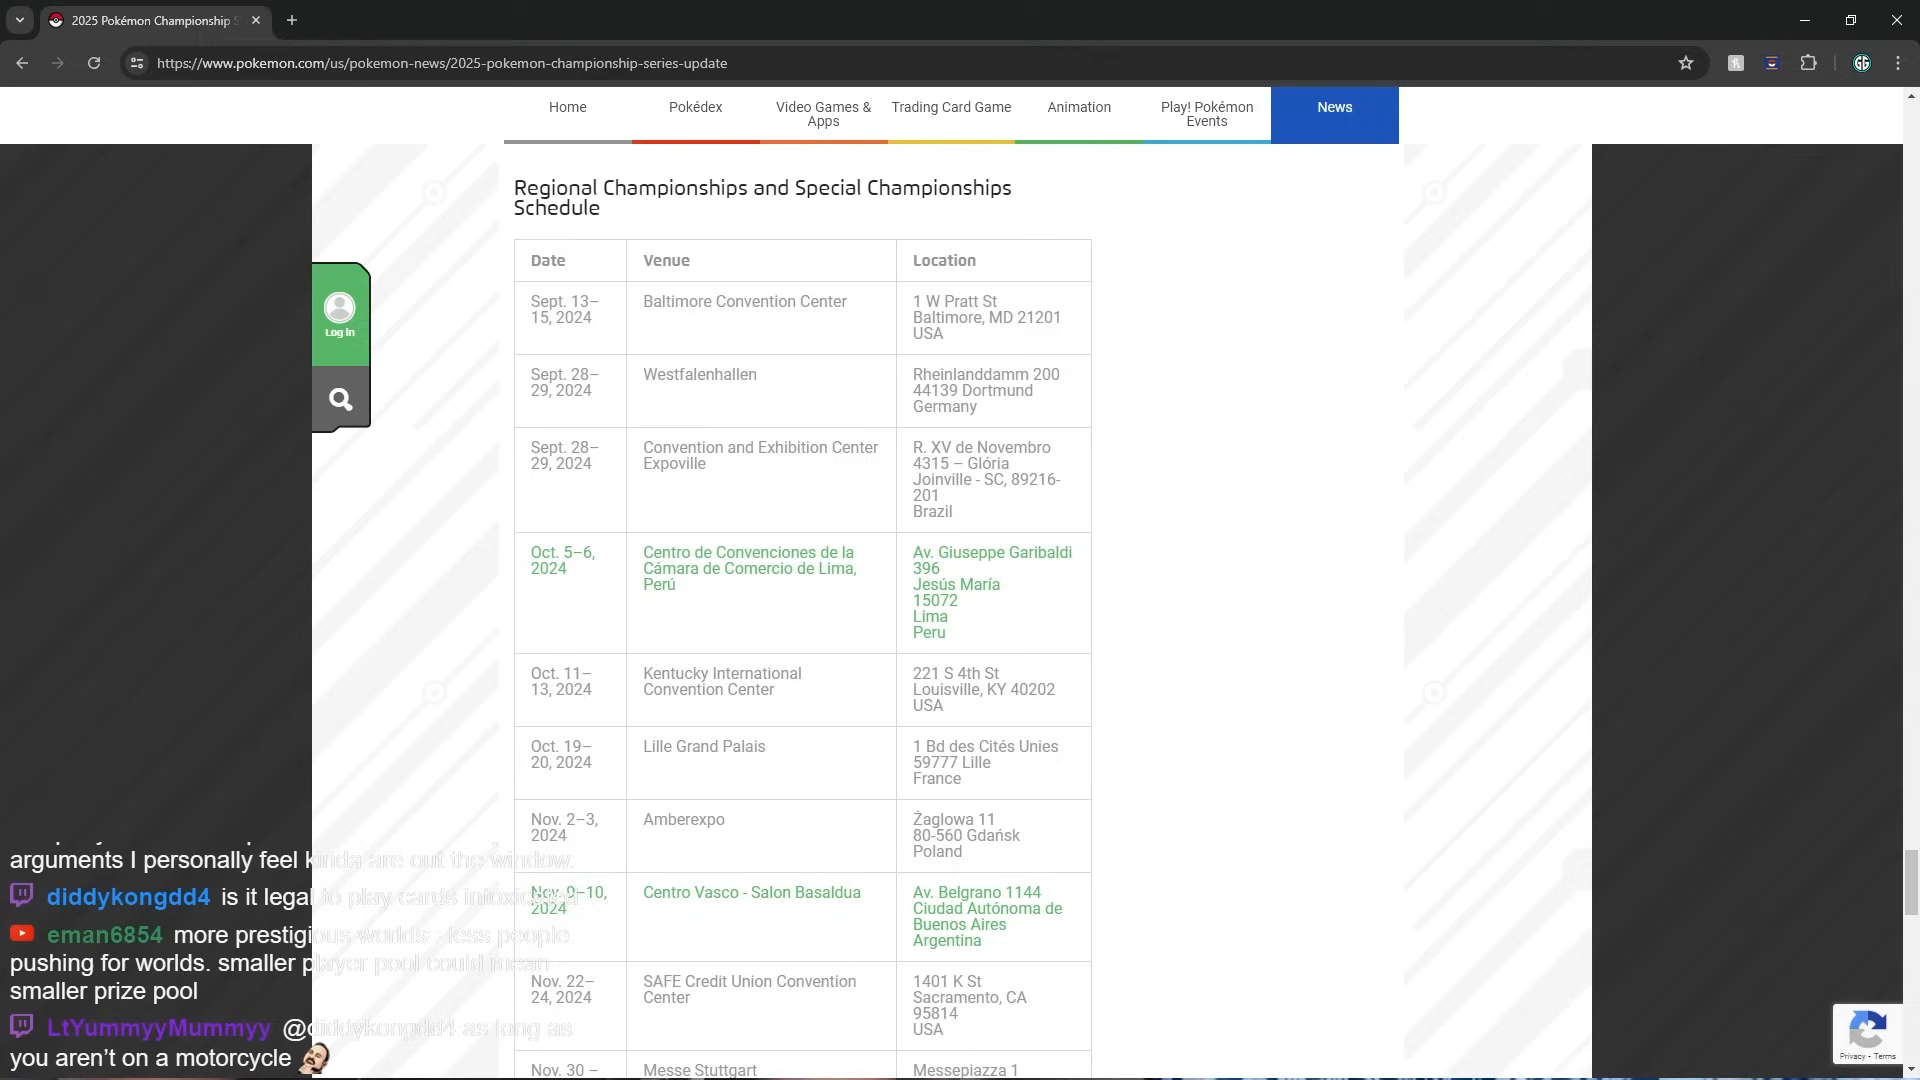 2025 Pokémon Championship S
https://www.pokemon.com/us/pokemon-news/2025-pokemon-championship-series-update
Home
Pokédex
Video Games &
Apps
Trading Card Game
Animation
Play! Pokémon
Events
News
Log In
Regional Championships and Special Championships
Schedule
Date
Venue
Location
Sept. 13–
15, 2024
Baltimore Convention Center
1 W Pratt St
Baltimore, MD 21201
USA
Sept. 28–
29, 2024
Westfalenhallen
Rheinlanddamm 200
44139 Dortmund
Germany
Sept. 28–
29, 2024
Convention and Exhibition Center
Expoville
R. XV de Novembro
4315 – Glória
Joinville - SC, 89216-
201
Brazil
Oct. 5–6,
2024
Centro de Convenciones de la
Cámara de Comercio de Lima,
Perú
Av. Giuseppe Garibaldi
396
Jesús María
15072
Lima
Peru
Oct. 11–
13, 2024
Kentucky International
Convention Center
221 S 4th St
Louisville, KY 40202
USA
Oct. 19–
20, 2024
Lille Grand Palais
1 Bd des Cités Unies
59777 Lille
France
Nov. 2–3,
2024
Amberexpo
Żaglowa 11
80-560 Gdańsk
Poland
Nov. 9–10,
2024
Centro Vasco - Salon Basaldua
Av. Belgrano 1144
Ciudad Autónoma de
Buenos Aires
Argentina
Nov. 22–
24, 2024
SAFE Credit Union Convention
Center
1401 K St
Sacramento, CA
95814
USA
Nov. 30 –
Messe Stuttgart
Messepiazza 1
arguments I personally feel kinda are out the window.
diddykongdd4 is it legal to play cards intoxicated
eman6854 more prestigious worlds - less people
pushing for worlds. smaller player pool could mean
smaller prize pool
LtYummyyMummyy @diddykongdd4 as long as
you aren't on a motorcycle
Privacy - Terms